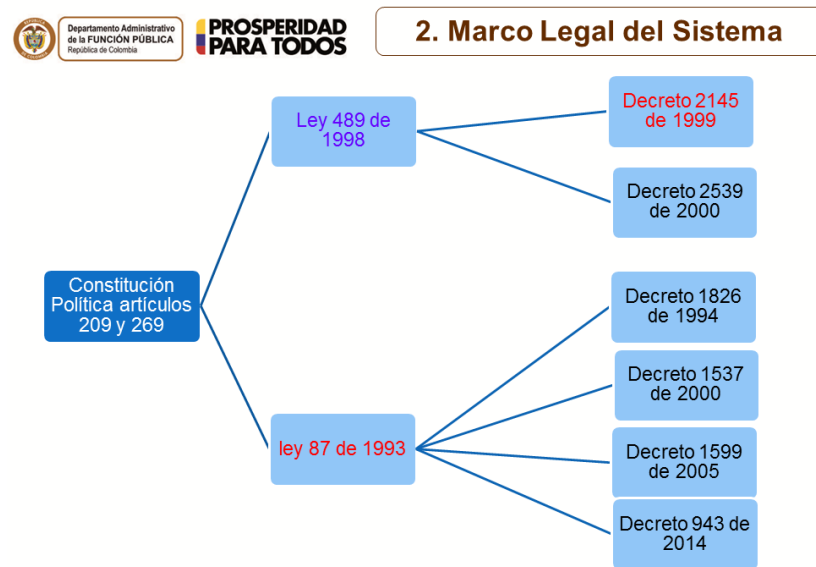 Departamento Administrativo
de la FUNCIÓN PÚBLICA
República de Colombia
PROSPERIDAD
PARA TODOS
2. Marco Legal del Sistema
Constitución
Política artículos
209 y 269
Ley 489 de
1998
Decreto 2145
de 1999
Decreto 2539
de 2000
ley 87 de 1993
Decreto 1826
de 1994
Decreto 1537
de 2000
Decreto 1599
de 2005
Decreto 943 de
2014